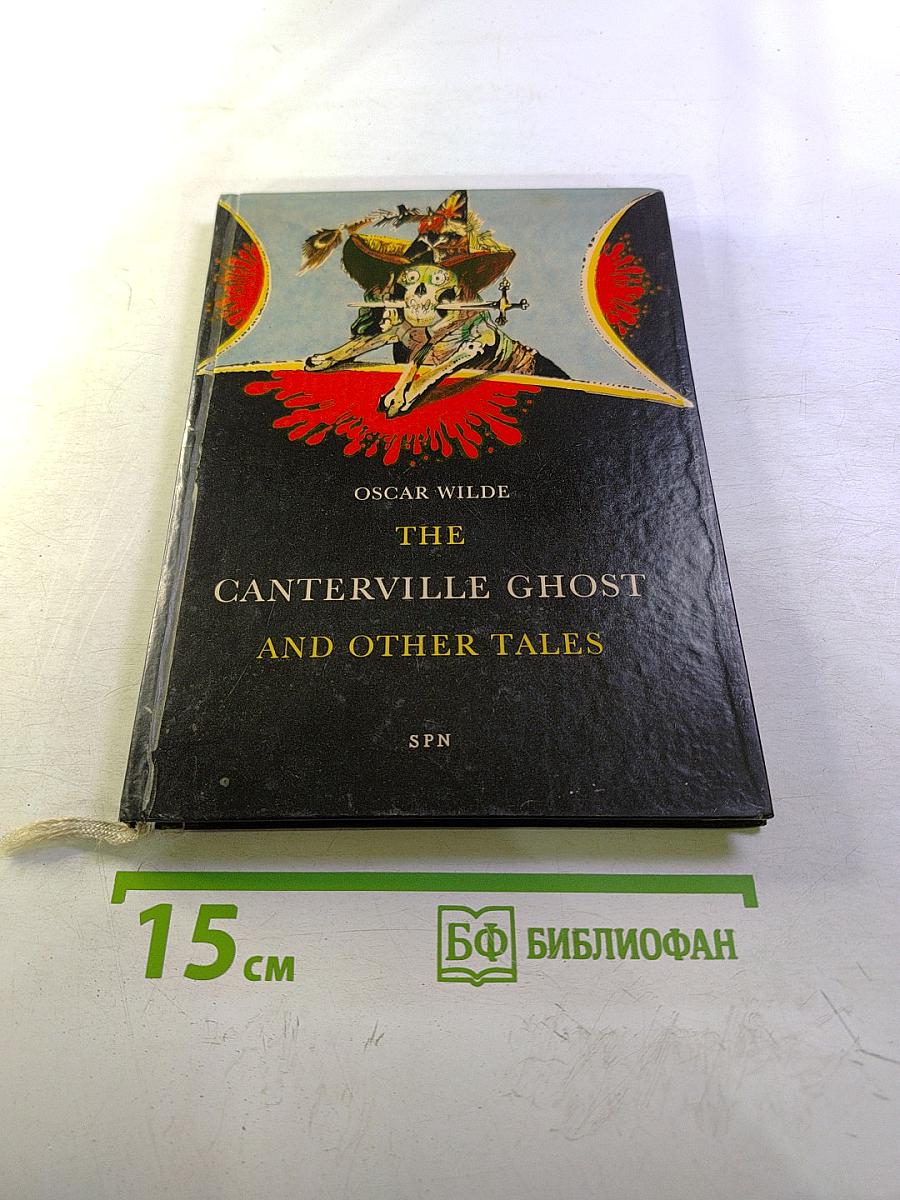 OSCAR WILDE
THE
CANTERVILLE GHOST
AND OTHER TALES
SPN
15 см
БФ БИБЛИОФАН